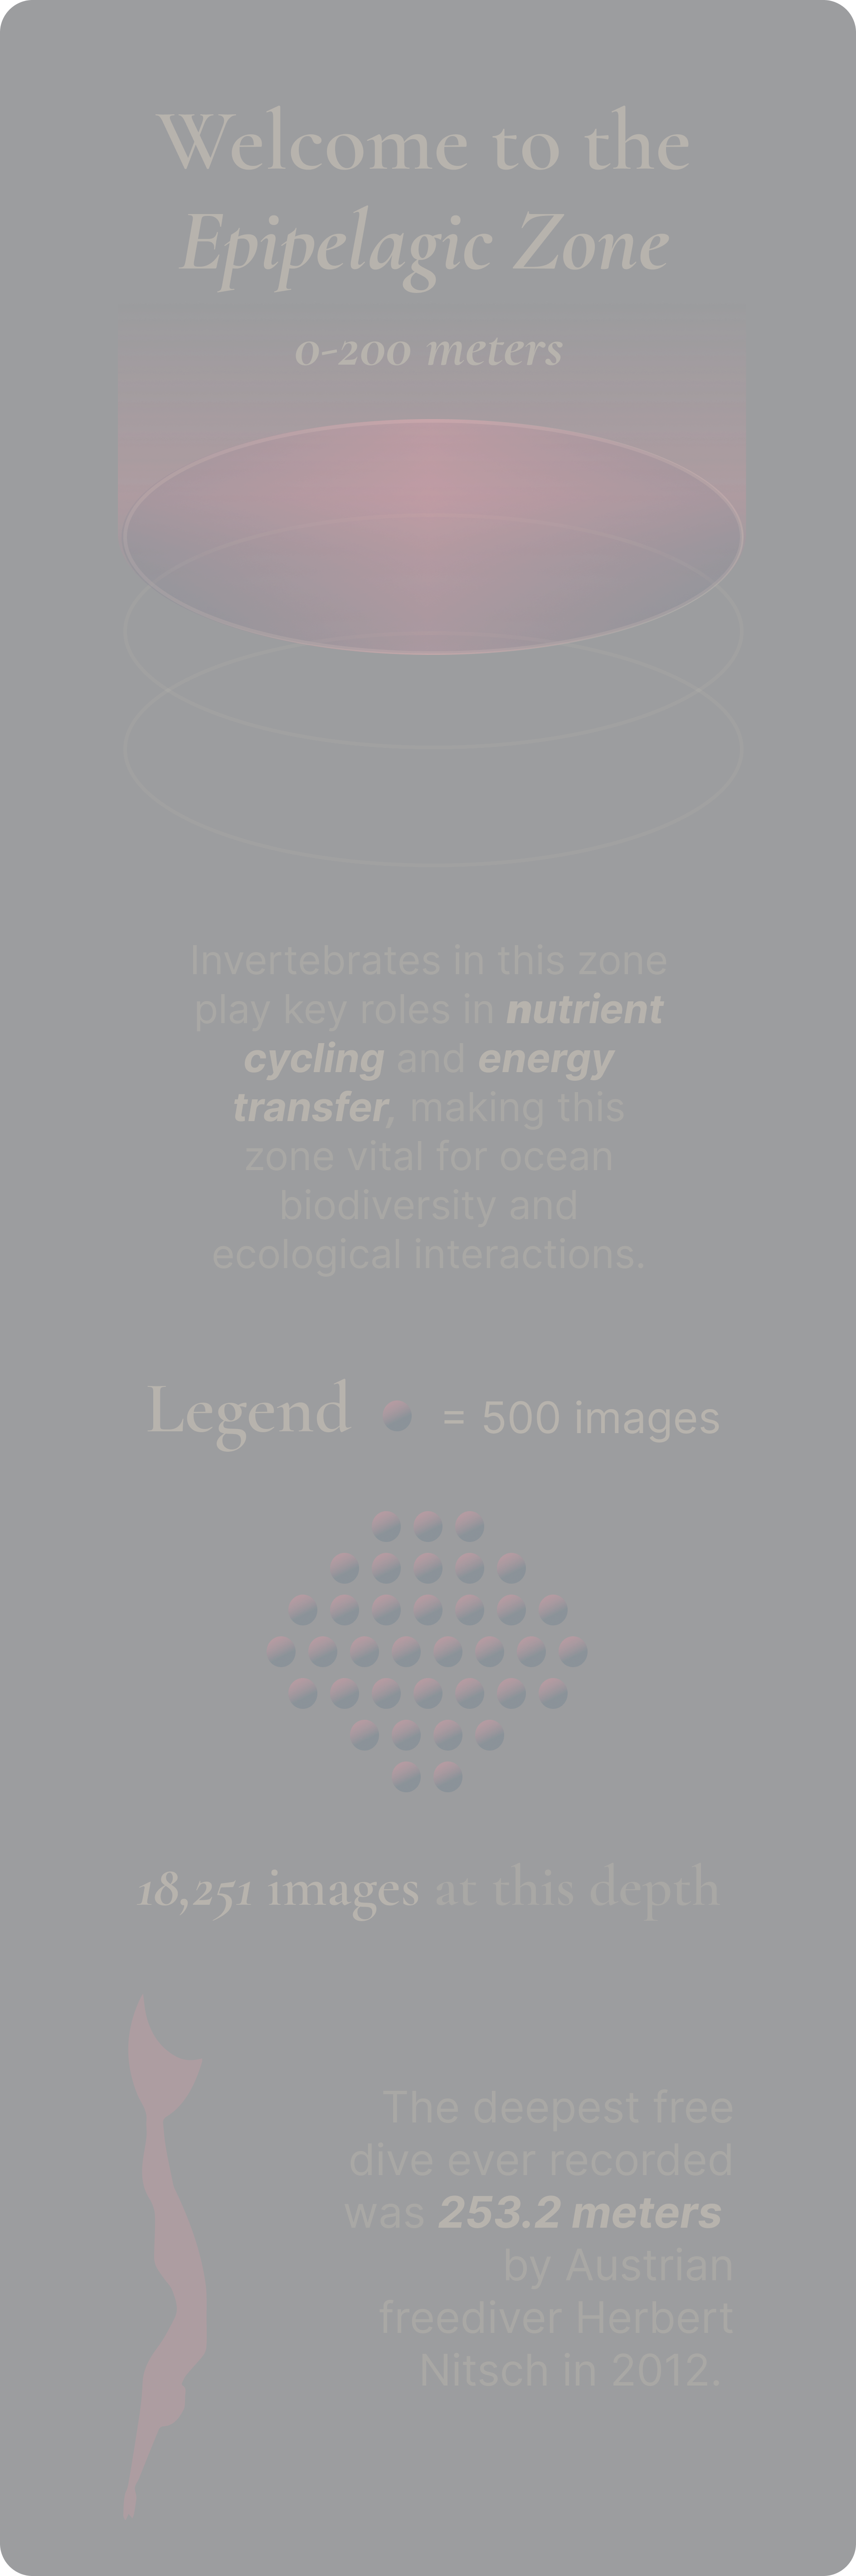 Welcome to the
Epipelagic Zone
0-200 meters
Invertebrates in this zone
play key roles in nutrient
cycling and energy
transfer, making this
zone vital for ocean
biodiversity and
ecological interactions.
Legend = 500 images
18,251 images at this depth
The deepest free
dive ever recorded
was 253.2 meters
by Austrian
freediver Herbert
Nitsch in 2012.